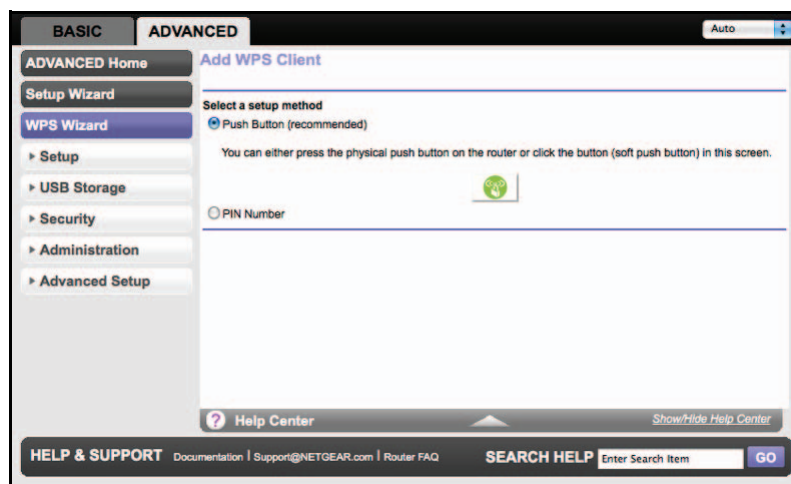 BASIC
ADVANCED
Auto
ADVANCED Home
Setup Wizard
WPS Wizard
Setup
USB Storage
Security
Administration
Advanced Setup
Add WPS Client
Select a setup method
Push Button (recommended)
You can either press the physical push button on the router or click the button (soft push button) in this screen.
PIN Number
? Help Center
Show/Hide Help Center
HELP & SUPPORT Documentation | Support@NETGEAR.com | Router FAQ
SEARCH HELP Enter Search Item GO